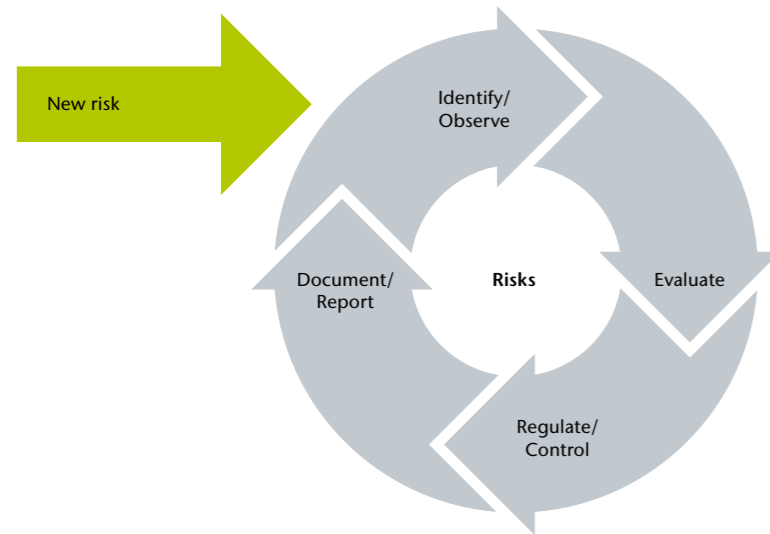 New risk
Identify/
Observe
Document/
Report
Risks
Evaluate
Regulate/
Control